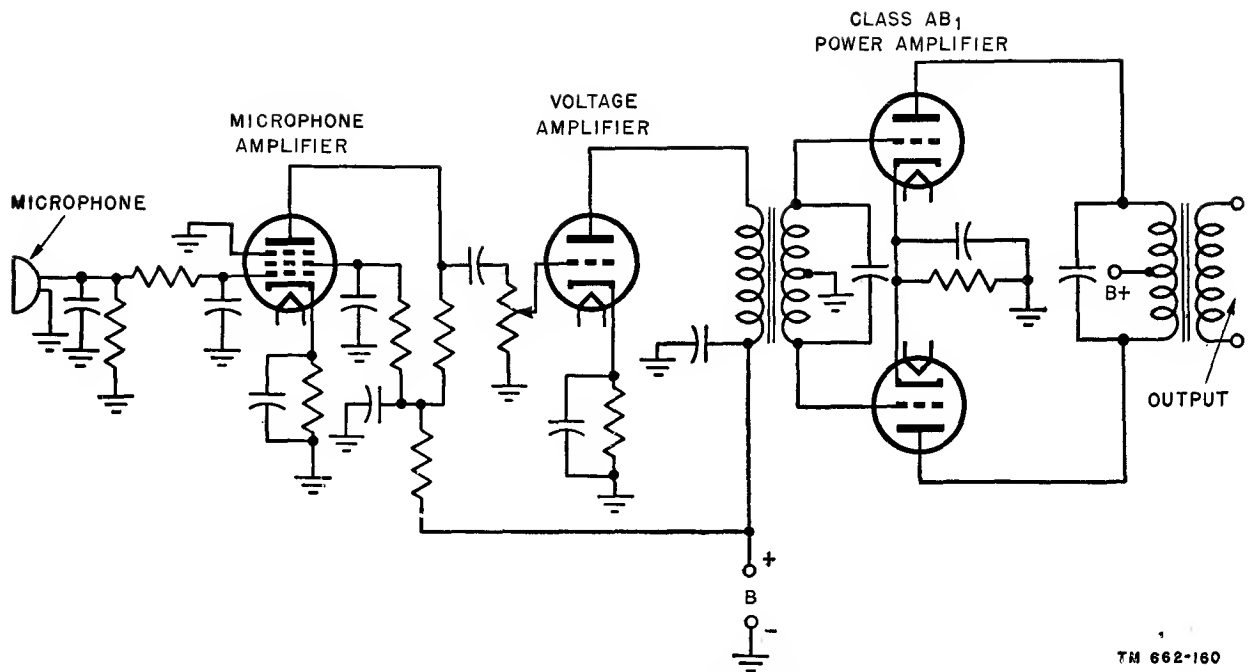 CLASS AB₁
POWER AMPLIFIER
VOLTAGE
AMPLIFIER
MICROPHONE
AMPLIFIER
MICROPHONE
B+
OUTPUT
+
B
-
TM 662-160